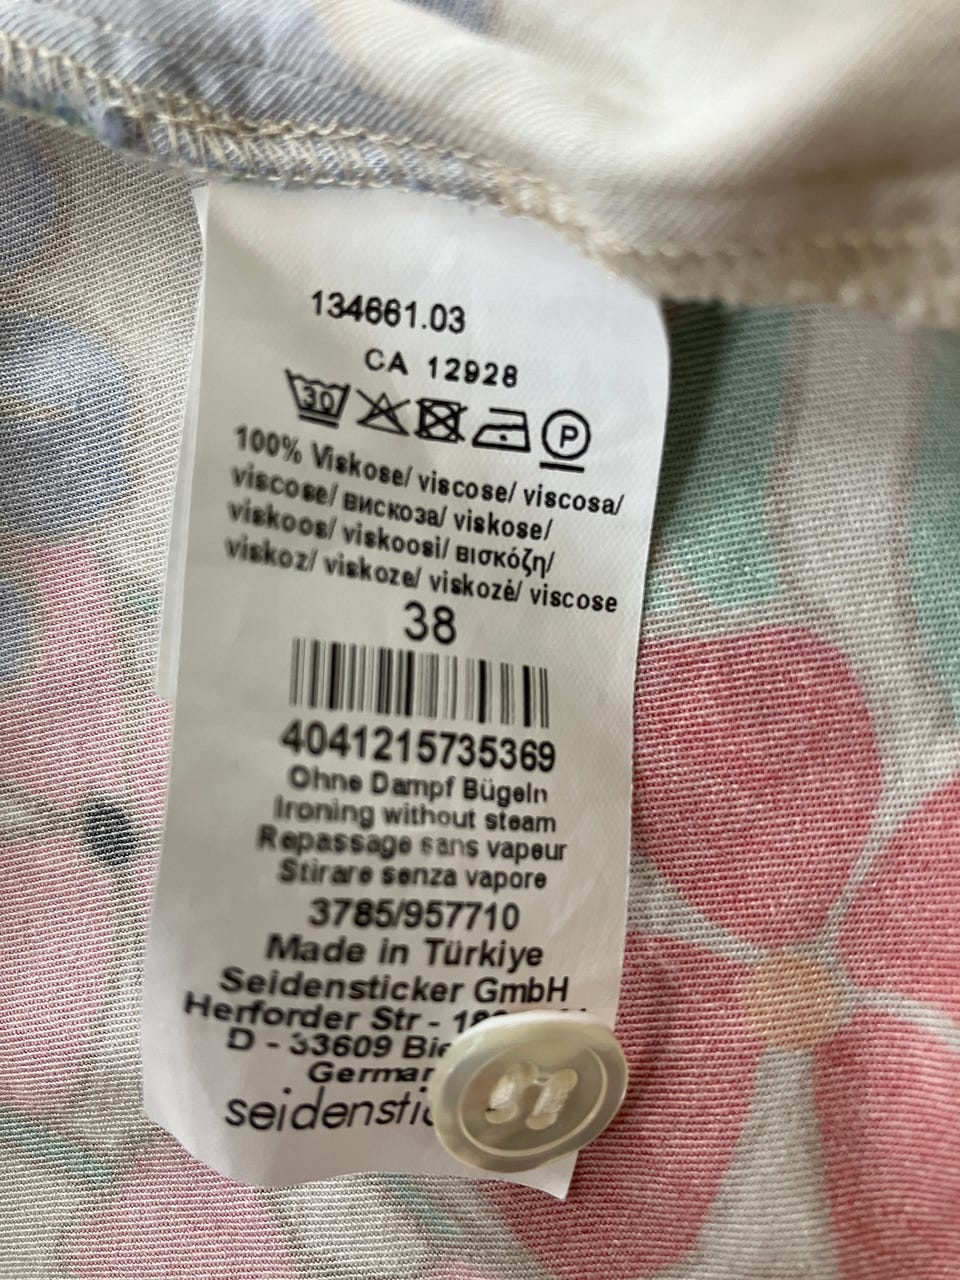 134661.03
CA 12928
30 P
100% Viskose/ viscose/ viscosa/
viscose/ вискоза/ viskose/
viskoos/ viskoosi/ βισκόζη/
viskoz/ viskoze/ viskozė/ viscose
38
4041215735369
Ohne Dampf Bügeln
Ironing without steam
Repassage sans vapeur
Stirare senza vapore
3785/957710
Made in Türkiye
Seidensticker GmbH
Herforder Str -
D - 33609